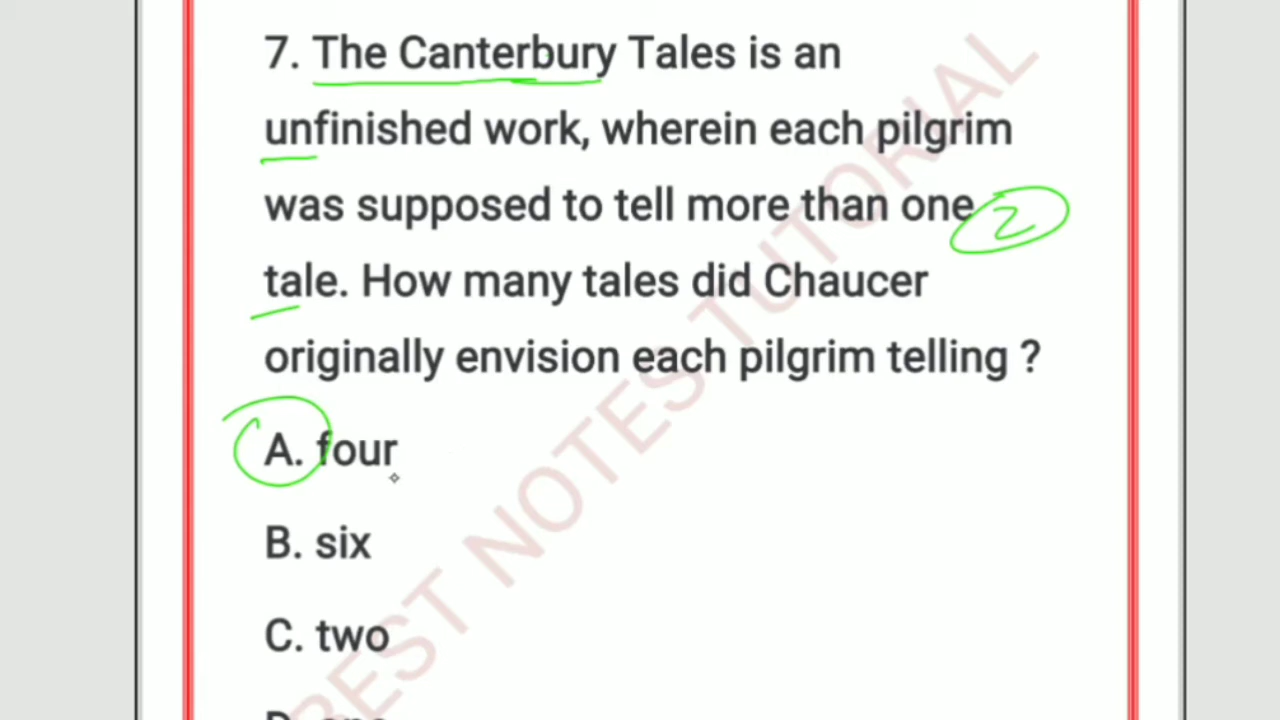 7. The Canterbury Tales is an
unfinished work, wherein each pilgrim
was supposed to tell more than one
2
tale. How many tales did Chaucer
originally envision each pilgrim telling ?
A. four
B. six
C. two
BEST NOTES TUTORIAL